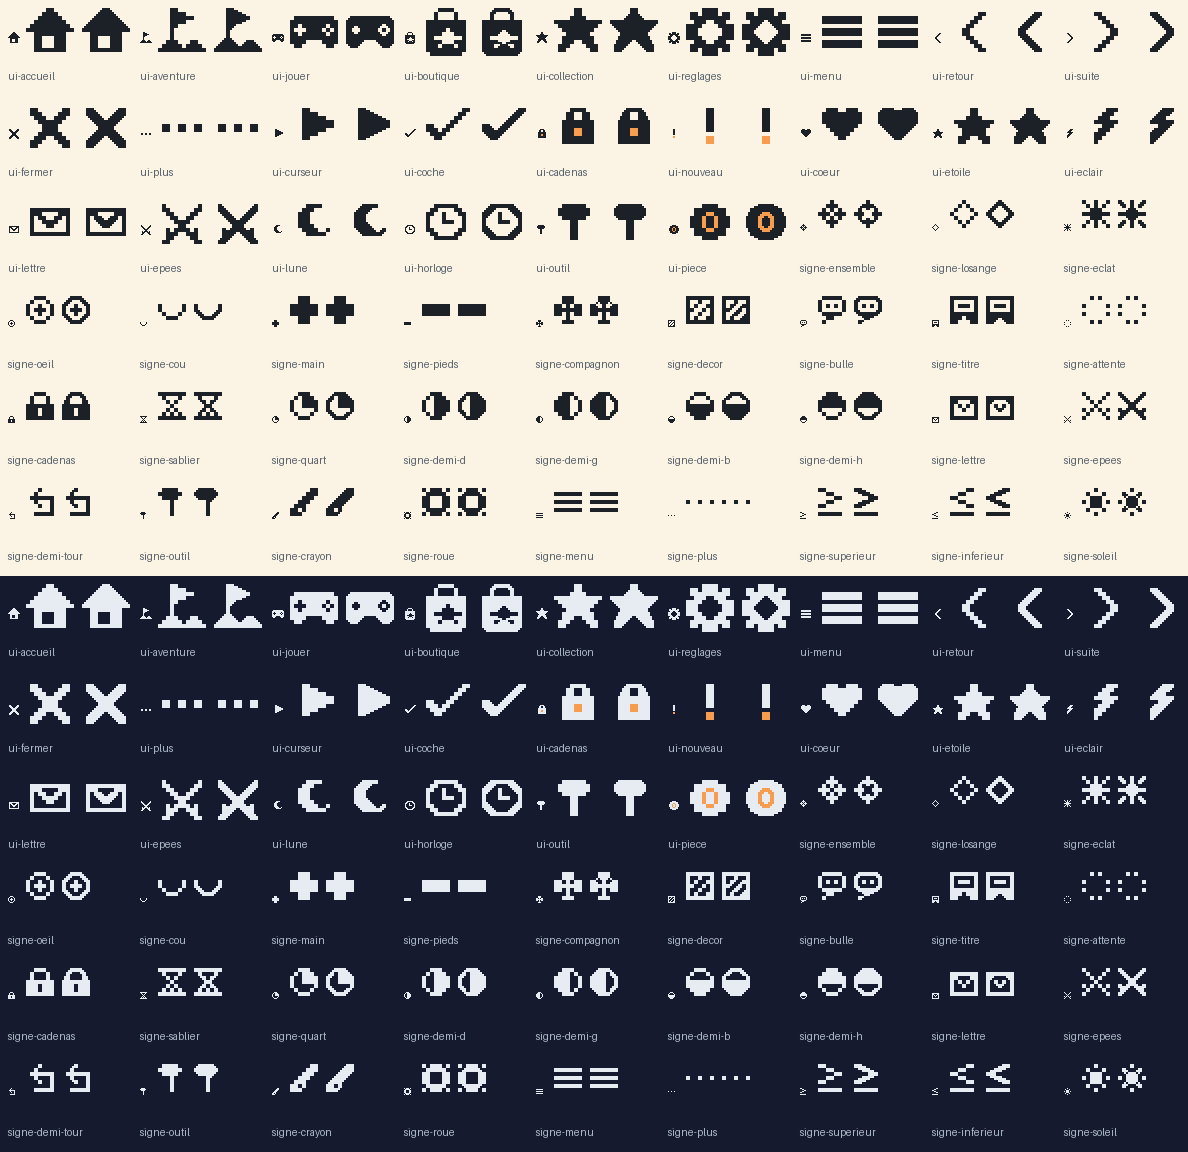 ui-accueil ui-aventure ui-jouer ui-boutique ui-collection ui-reglages ui-menu ui-retour ui-suite
ui-fermer ui-plus ui-curseur ui-coche ui-cadenas ui-nouveau ui-coeur ui-etoile ui-eclair
ui-lettre ui-epees ui-lune ui-horloge ui-outil ui-piece signe-ensemble signe-losange signe-eclat
signe-oeil signe-cou signe-main signe-pieds signe-compagnon signe-decor signe-bulle signe-titre signe-attente
signe-cadenas signe-sablier signe-quart signe-demi-d signe-demi-g signe-demi-b signe-demi-h signe-lettre signe-epees
signe-demi-tour signe-outil signe-crayon signe-roue signe-menu signe-plus signe-superieur signe-inferieur signe-soleil
ui-accueil ui-aventure ui-jouer ui-boutique ui-collection ui-reglages ui-menu ui-retour ui-suite
ui-fermer ui-plus ui-curseur ui-coche ui-cadenas ui-nouveau ui-coeur ui-etoile ui-eclair
ui-lettre ui-epees ui-lune ui-horloge ui-outil ui-piece signe-ensemble signe-losange signe-eclat
signe-oeil signe-cou signe-main signe-pieds signe-compagnon signe-decor signe-bulle signe-titre signe-attente
signe-cadenas signe-sablier signe-quart signe-demi-d signe-demi-g signe-demi-b signe-demi-h signe-lettre signe-epees
signe-demi-tour signe-outil signe-crayon signe-roue signe-menu signe-plus signe-superieur signe-inferieur signe-soleil